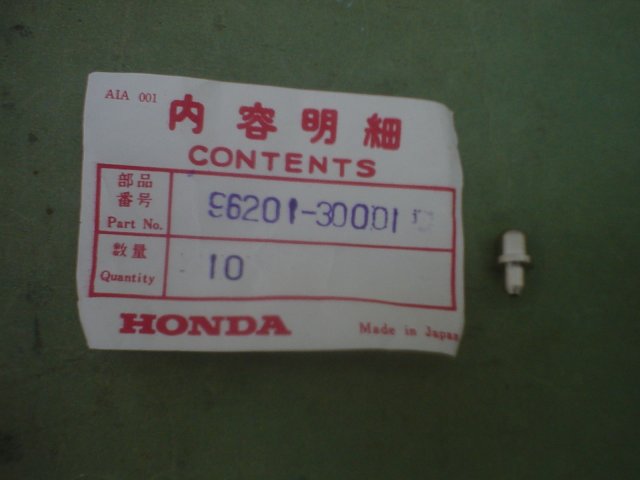 AIA 001
内容明細
CONTENTS
部品
番号
Part No.
96201-30001
数量
Quantity
10
HONDA
Made in Japan